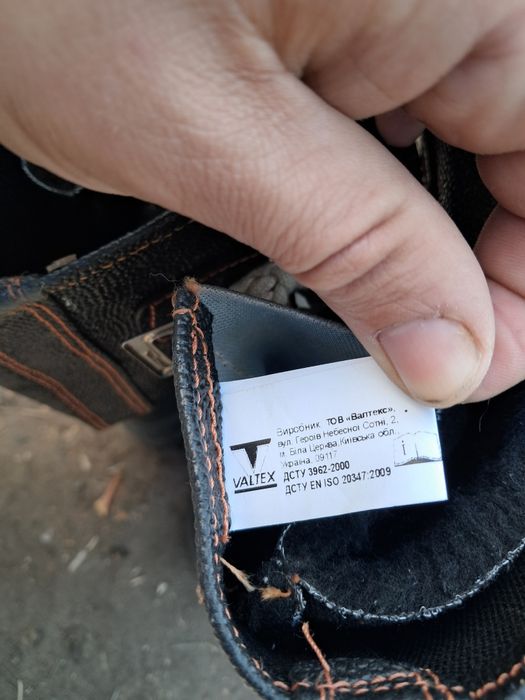 Виробник: ТОВ «Валтекс»,
вул. Героїв Небесної Сотні, 2,
м. Біла Церква, Київська обл.,
Україна, 09117
ДСТУ 3962-2000
ДСТУ EN ISO 20347:2009
VALTEX
i